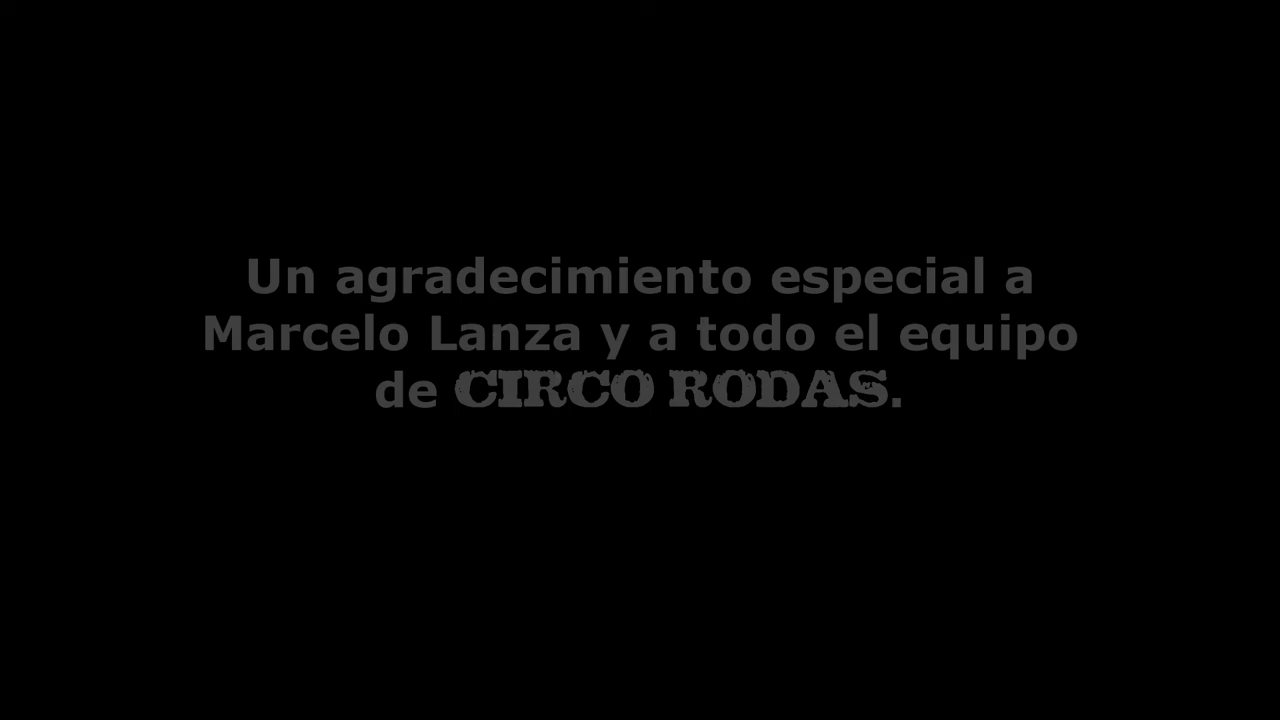 Un agradecimiento especial a
Marcelo Lanza y a todo el equipo
de CIRCO RODAS.